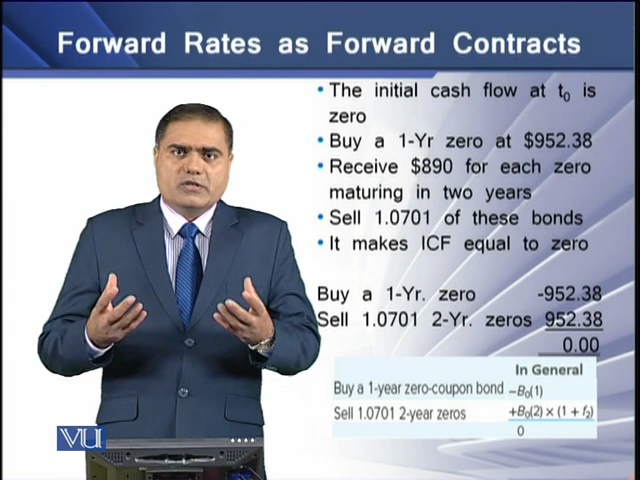 Forward Rates as Forward Contracts
• The initial cash flow at t₀ is
zero
• Buy a 1-Yr zero at $952.38
• Receive $890 for each zero
maturing in two years
• Sell 1.0701 of these bonds
• It makes ICF equal to zero
Buy a 1-Yr. zero -952.38
Sell 1.0701 2-Yr. zeros 952.38
0.00
In General
Buy a 1-year zero-coupon bond −B₀(1)
Sell 1.0701 2-year zeros +B₀(2) × (1 + f₂)
0
VU